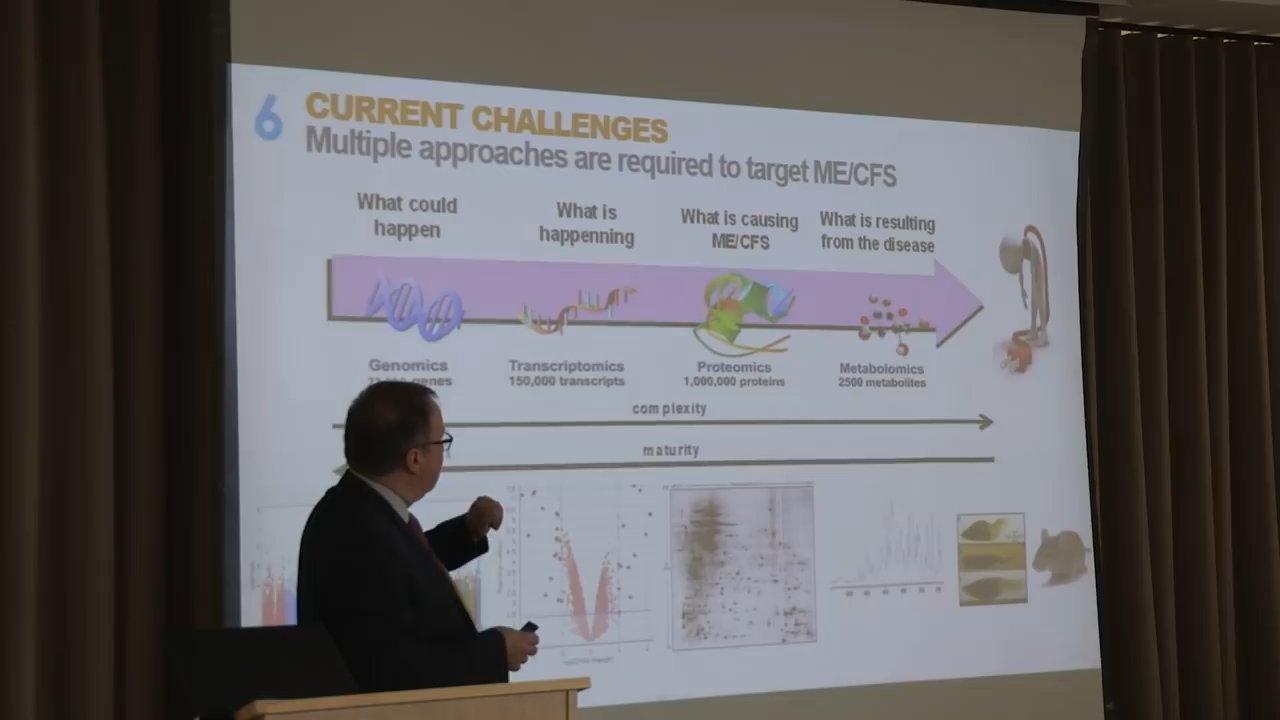 6
CURRENT CHALLENGES
Multiple approaches are required to target ME/CFS
What could
happen
What is
happenning
What is causing
ME/CFS
What is resulting
from the disease
Genomics
genes
Transcriptomics
150,000 transcripts
Proteomics
1,000,000 proteins
Metabolomics
2500 metabolites
complexity
maturity